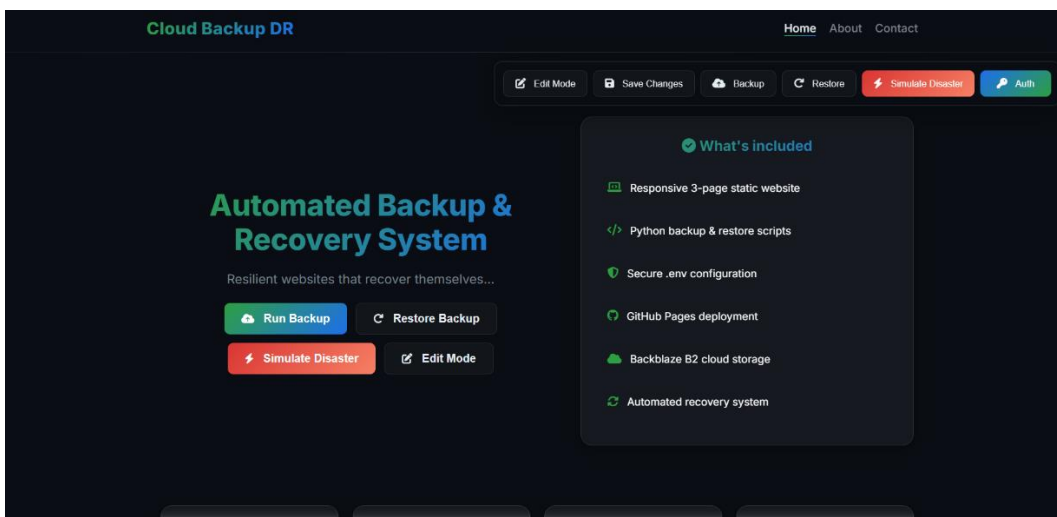 Cloud Backup DR
Home About Contact
Edit Mode Save Changes Backup Restore Simulate Disaster Auth
Automated Backup &
Recovery System
Resilient websites that recover themselves...
Run Backup Restore Backup
Simulate Disaster Edit Mode
What's included
Responsive 3-page static website
Python backup & restore scripts
Secure .env configuration
GitHub Pages deployment
Backblaze B2 cloud storage
Automated recovery system